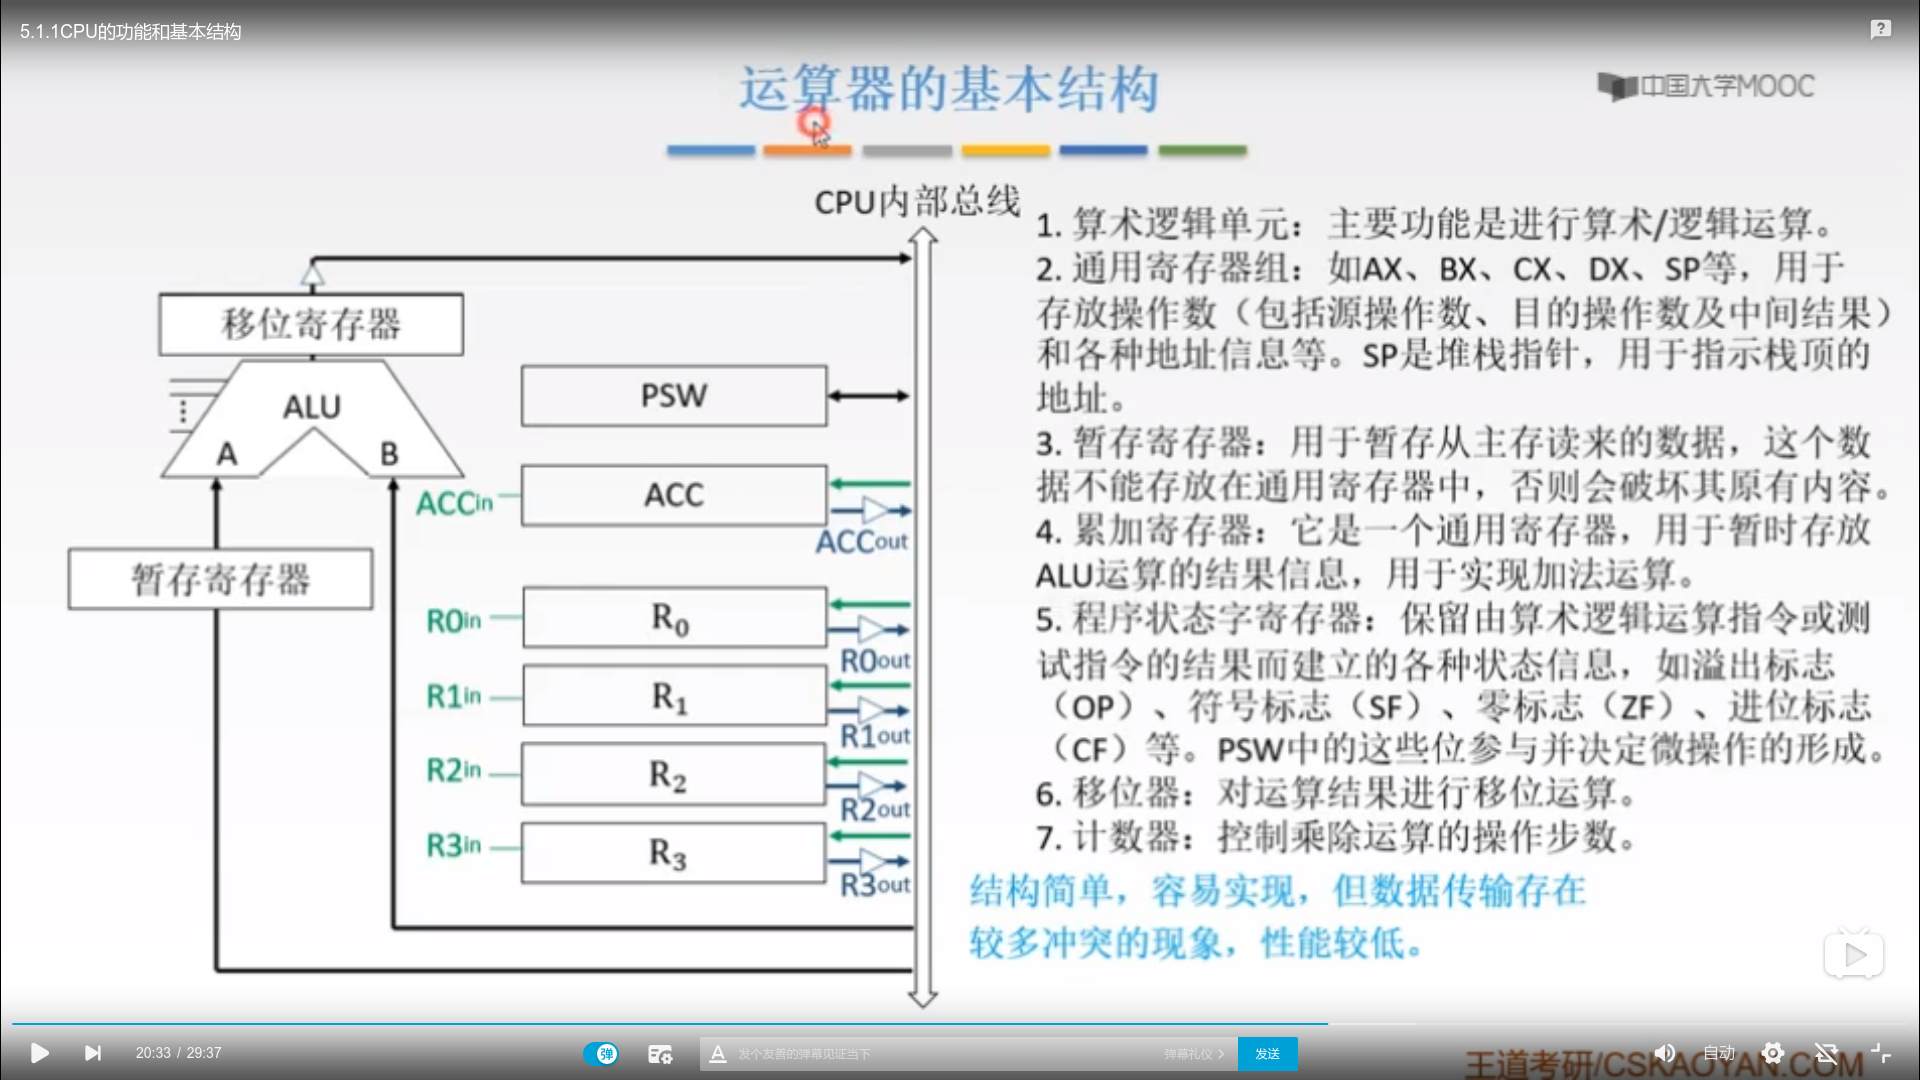 5.1.1CPU的功能和基本结构
运算器的基本结构
中国大学MOOC
CPU内部总线
移位寄存器
ALU
A
B
暂存寄存器
PSW
ACCin
ACC
ACCout
R0in
R0
R0out
R1in
R1
R1out
R2in
R2
R2out
R3in
R3
R3out
1. 算术逻辑单元：主要功能是进行算术/逻辑运算。
2. 通用寄存器组：如AX、BX、CX、DX、SP等，用于
存放操作数（包括源操作数、目的操作数及中间结果）
和各种地址信息等。SP是堆栈指针，用于指示栈顶的
地址。
3. 暂存寄存器：用于暂存从主存读来的数据，这个数
据不能存放在通用寄存器中，否则会破坏其原有内容。
4. 累加寄存器：它是一个通用寄存器，用于暂时存放
ALU运算的结果信息，用于实现加法运算。
5. 程序状态字寄存器：保留由算术逻辑运算指令或测
试指令的结果而建立的各种状态信息，如溢出标志
（OP）、符号标志（SF）、零标志（ZF）、进位标志
（CF）等。PSW中的这些位参与并决定微操作的形成。
6. 移位器：对运算结果进行移位运算。
7. 计数器：控制乘除运算的操作步数。
结构简单，容易实现，但数据传输存在
较多冲突的现象，性能较低。
20:33 / 29:37
弹
A
发个友善的弹幕见证当下
弹幕礼仪
发送
自动
王道考研/CSKAOYAN.COM